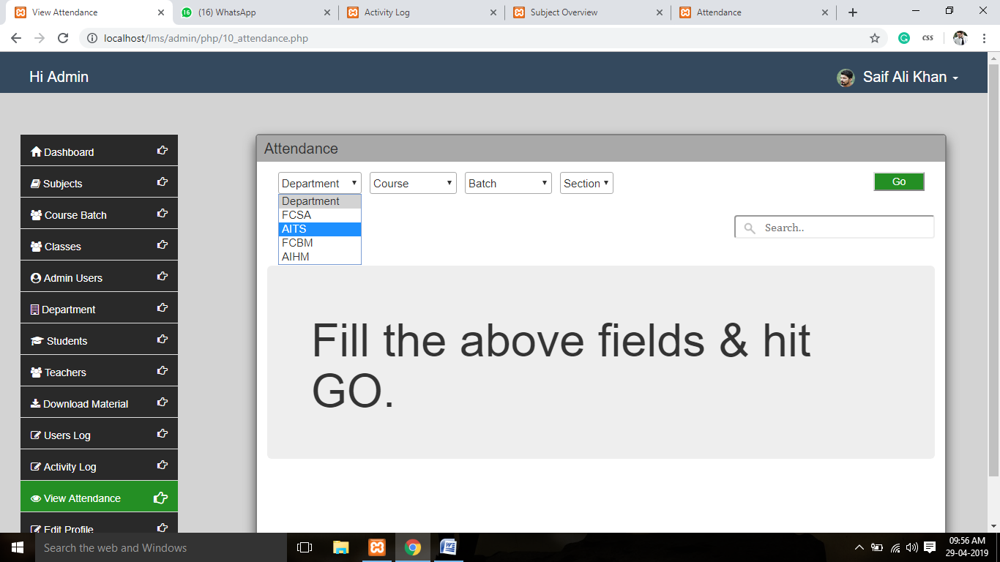 View Attendance
(16) WhatsApp
Activity Log
Subject Overview
Attendance
localhost/lms/admin/php/10_attendance.php
css
Hi Admin
Saif Ali Khan
Dashboard
Subjects
Course Batch
Classes
Admin Users
Department
Students
Teachers
Download Material
Users Log
Activity Log
View Attendance
Edit Profile
Attendance
Department Course Batch Section Go
Department
FCSA
AITS
FCBM
AIHM
Search..
Fill the above fields & hit
GO.
Search the web and Windows
09:56 AM
29-04-2019